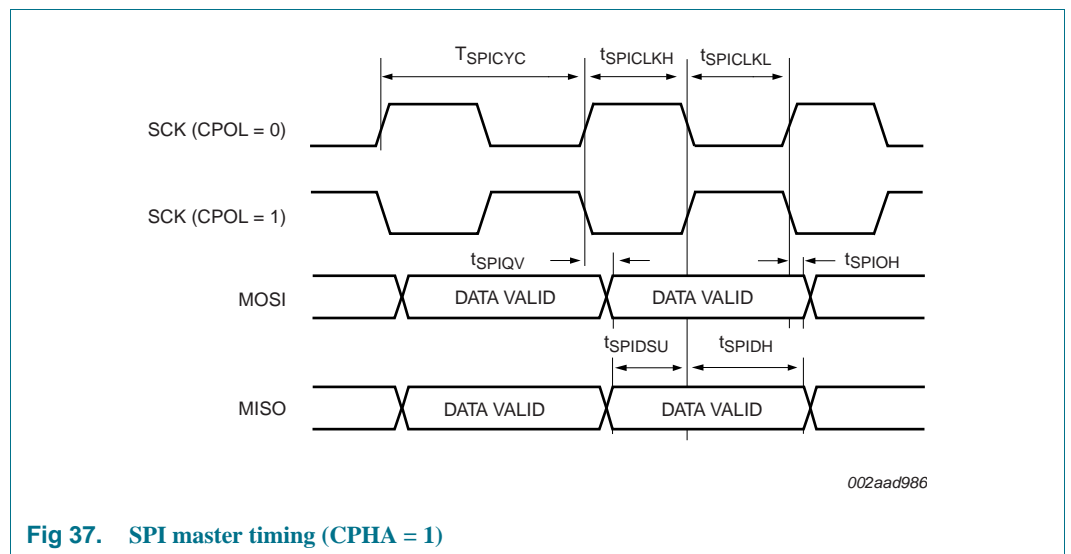 TSPICYC tSPICLKH tSPICLKL
SCK (CPOL = 0)
SCK (CPOL = 1)
tSPIQV tSPIOH
MOSI DATA VALID DATA VALID
tSPIDSU tSPIDH
MISO DATA VALID DATA VALID
002aad986
Fig 37. SPI master timing (CPHA = 1)